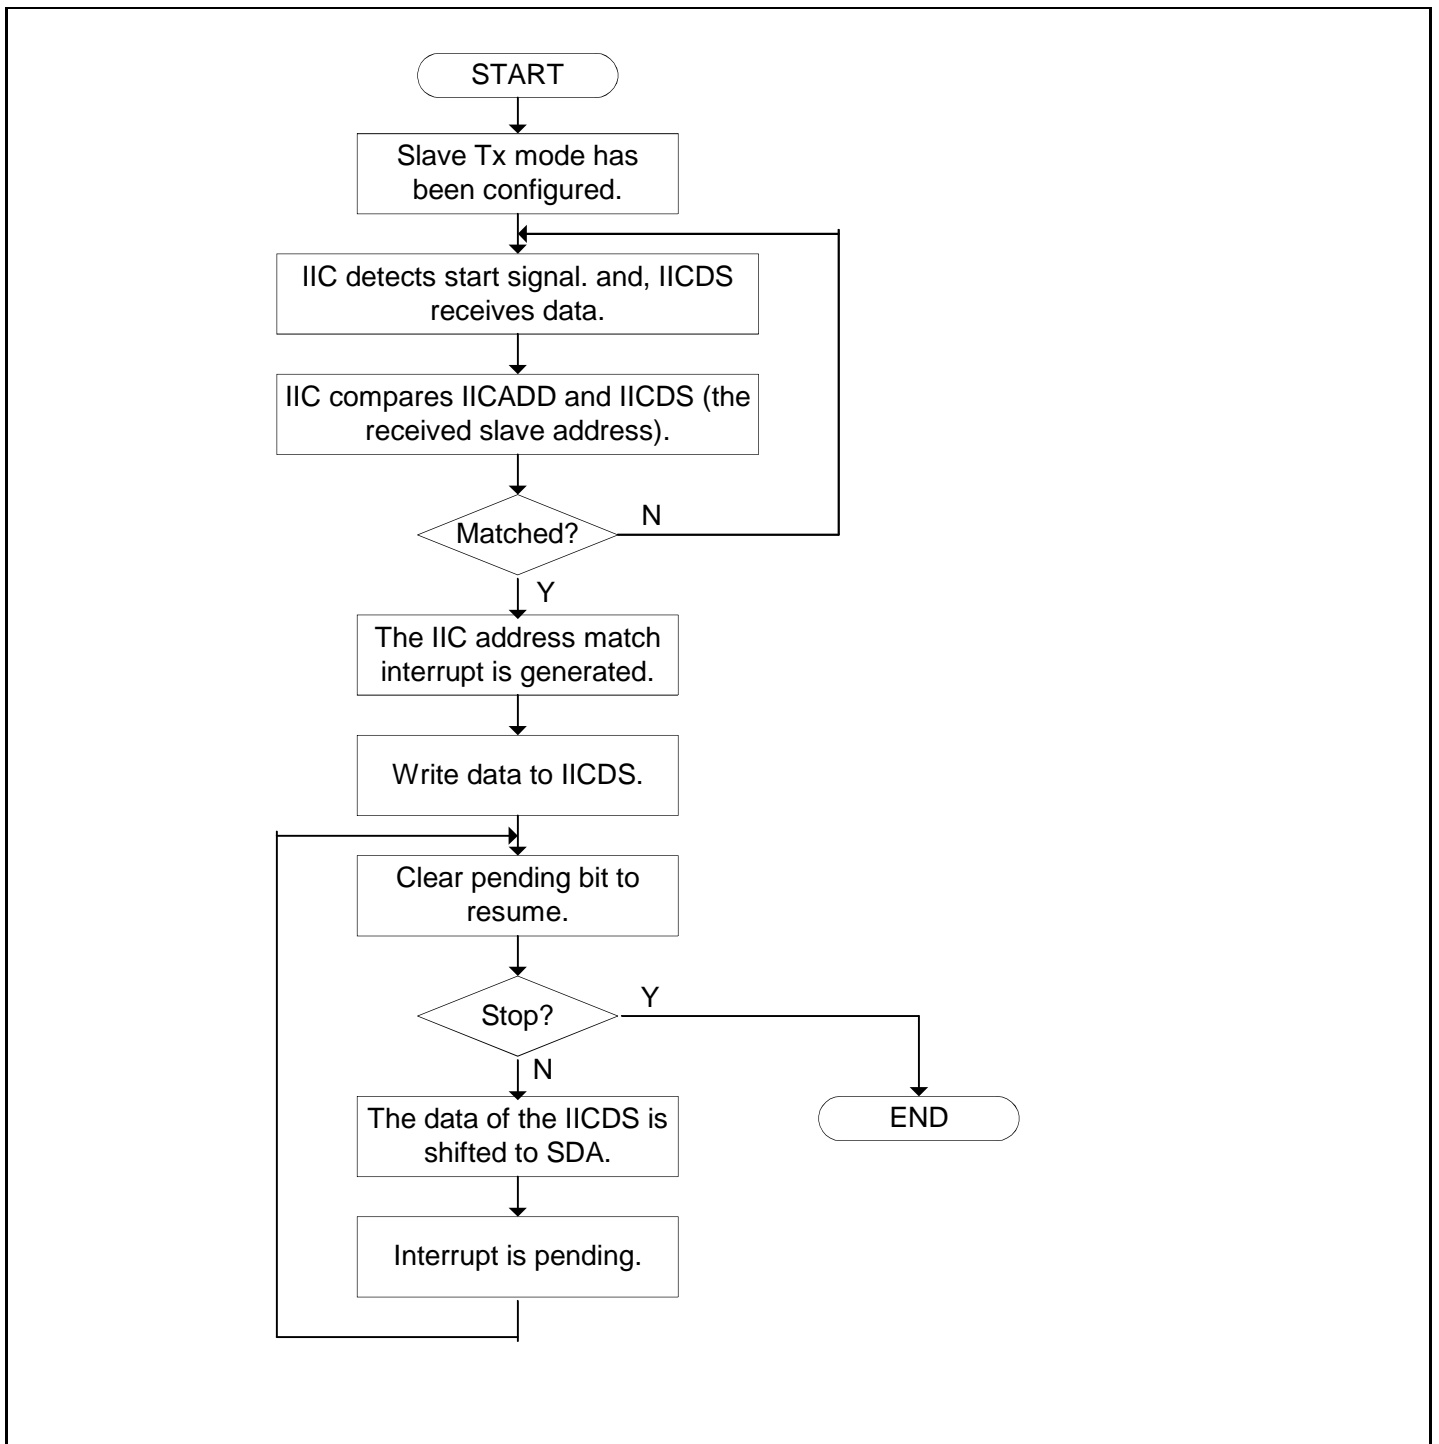 START
Slave Tx mode has
been configured.
IIC detects start signal. and, IICDS
receives data.
IIC compares IICADD and IICDS (the
received slave address).
Matched?
N
Y
The IIC address match
interrupt is generated.
Write data to IICDS.
Clear pending bit to
resume.
Stop?
Y
N
The data of the IICDS is
shifted to SDA.
END
Interrupt is pending.